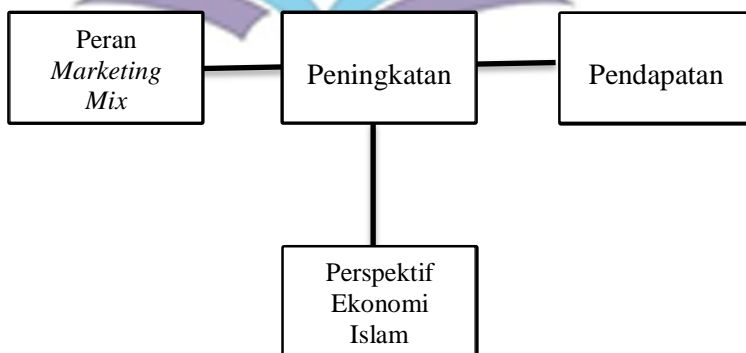 Peran
Marketing
Mix
Peningkatan
Pendapatan
Perspektif
Ekonomi
Islam